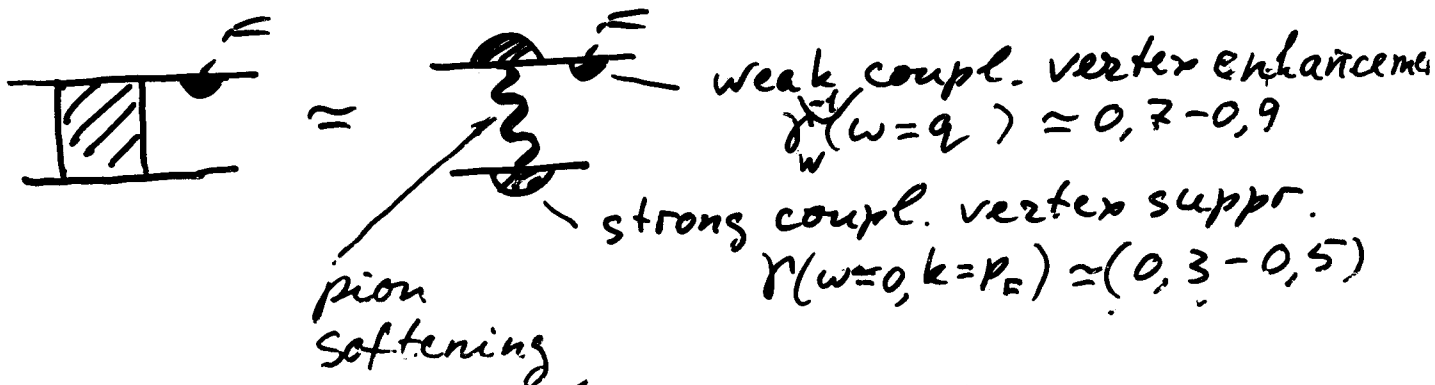 ≃
weak coupl. vertex enhanceme
γ_w^{-1}(ω=q) ≃ 0,7-0,9
strong coupl. vertex suppr.
γ(ω≃0, k=p_F) ≃ (0,3-0,5)
pion
softening